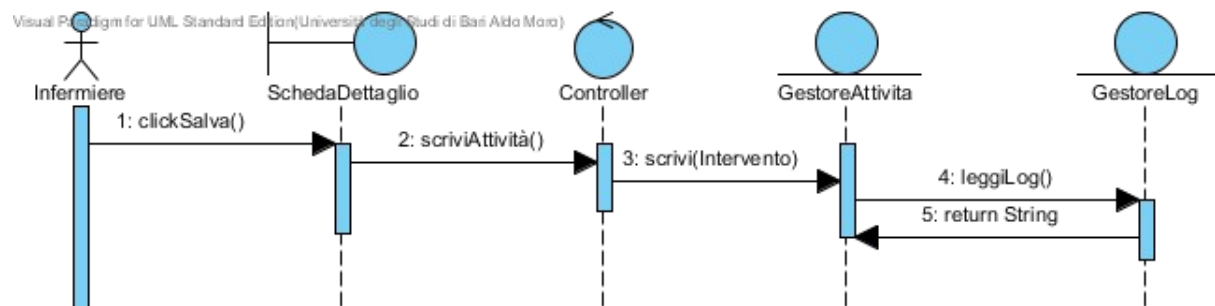 Visual Paradigm for UML Standard Edition(Università degli Studi di Bari Aldo Moro)
Infermiere
SchedaDettaglio
Controller
GestoreAttivita
GestoreLog
1: clickSalva()
2: scriviAttività()
3: scrivi(Intervento)
4: leggiLog()
5: return String